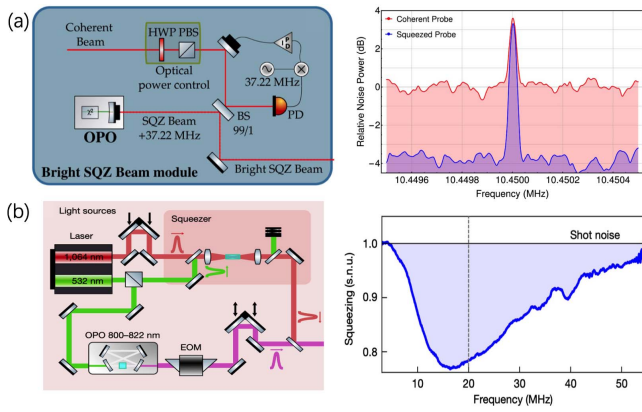 (a)
Coherent
Beam
HWP PBS
Optical
power control
37.22 MHz
PD
OPO
SQZ Beam
+37.22 MHz
BS
99/1
Bright SQZ Beam
Bright SQZ Beam module
Relative Noise Power (dB)
Coherent Probe
Squeezed Probe
4
2
0
-2
-4
10.4496
10.4498
10.4500
10.4502
10.4504
Frequency (MHz)
(b)
Light sources
Laser
Squeezer
1,064 nm
532 nm
OPO 800–822 nm
EOM
Squeezing (s.n.u.)
Shot noise
1.0
0.9
0.8
10
20
30
40
50
Frequency (MHz)